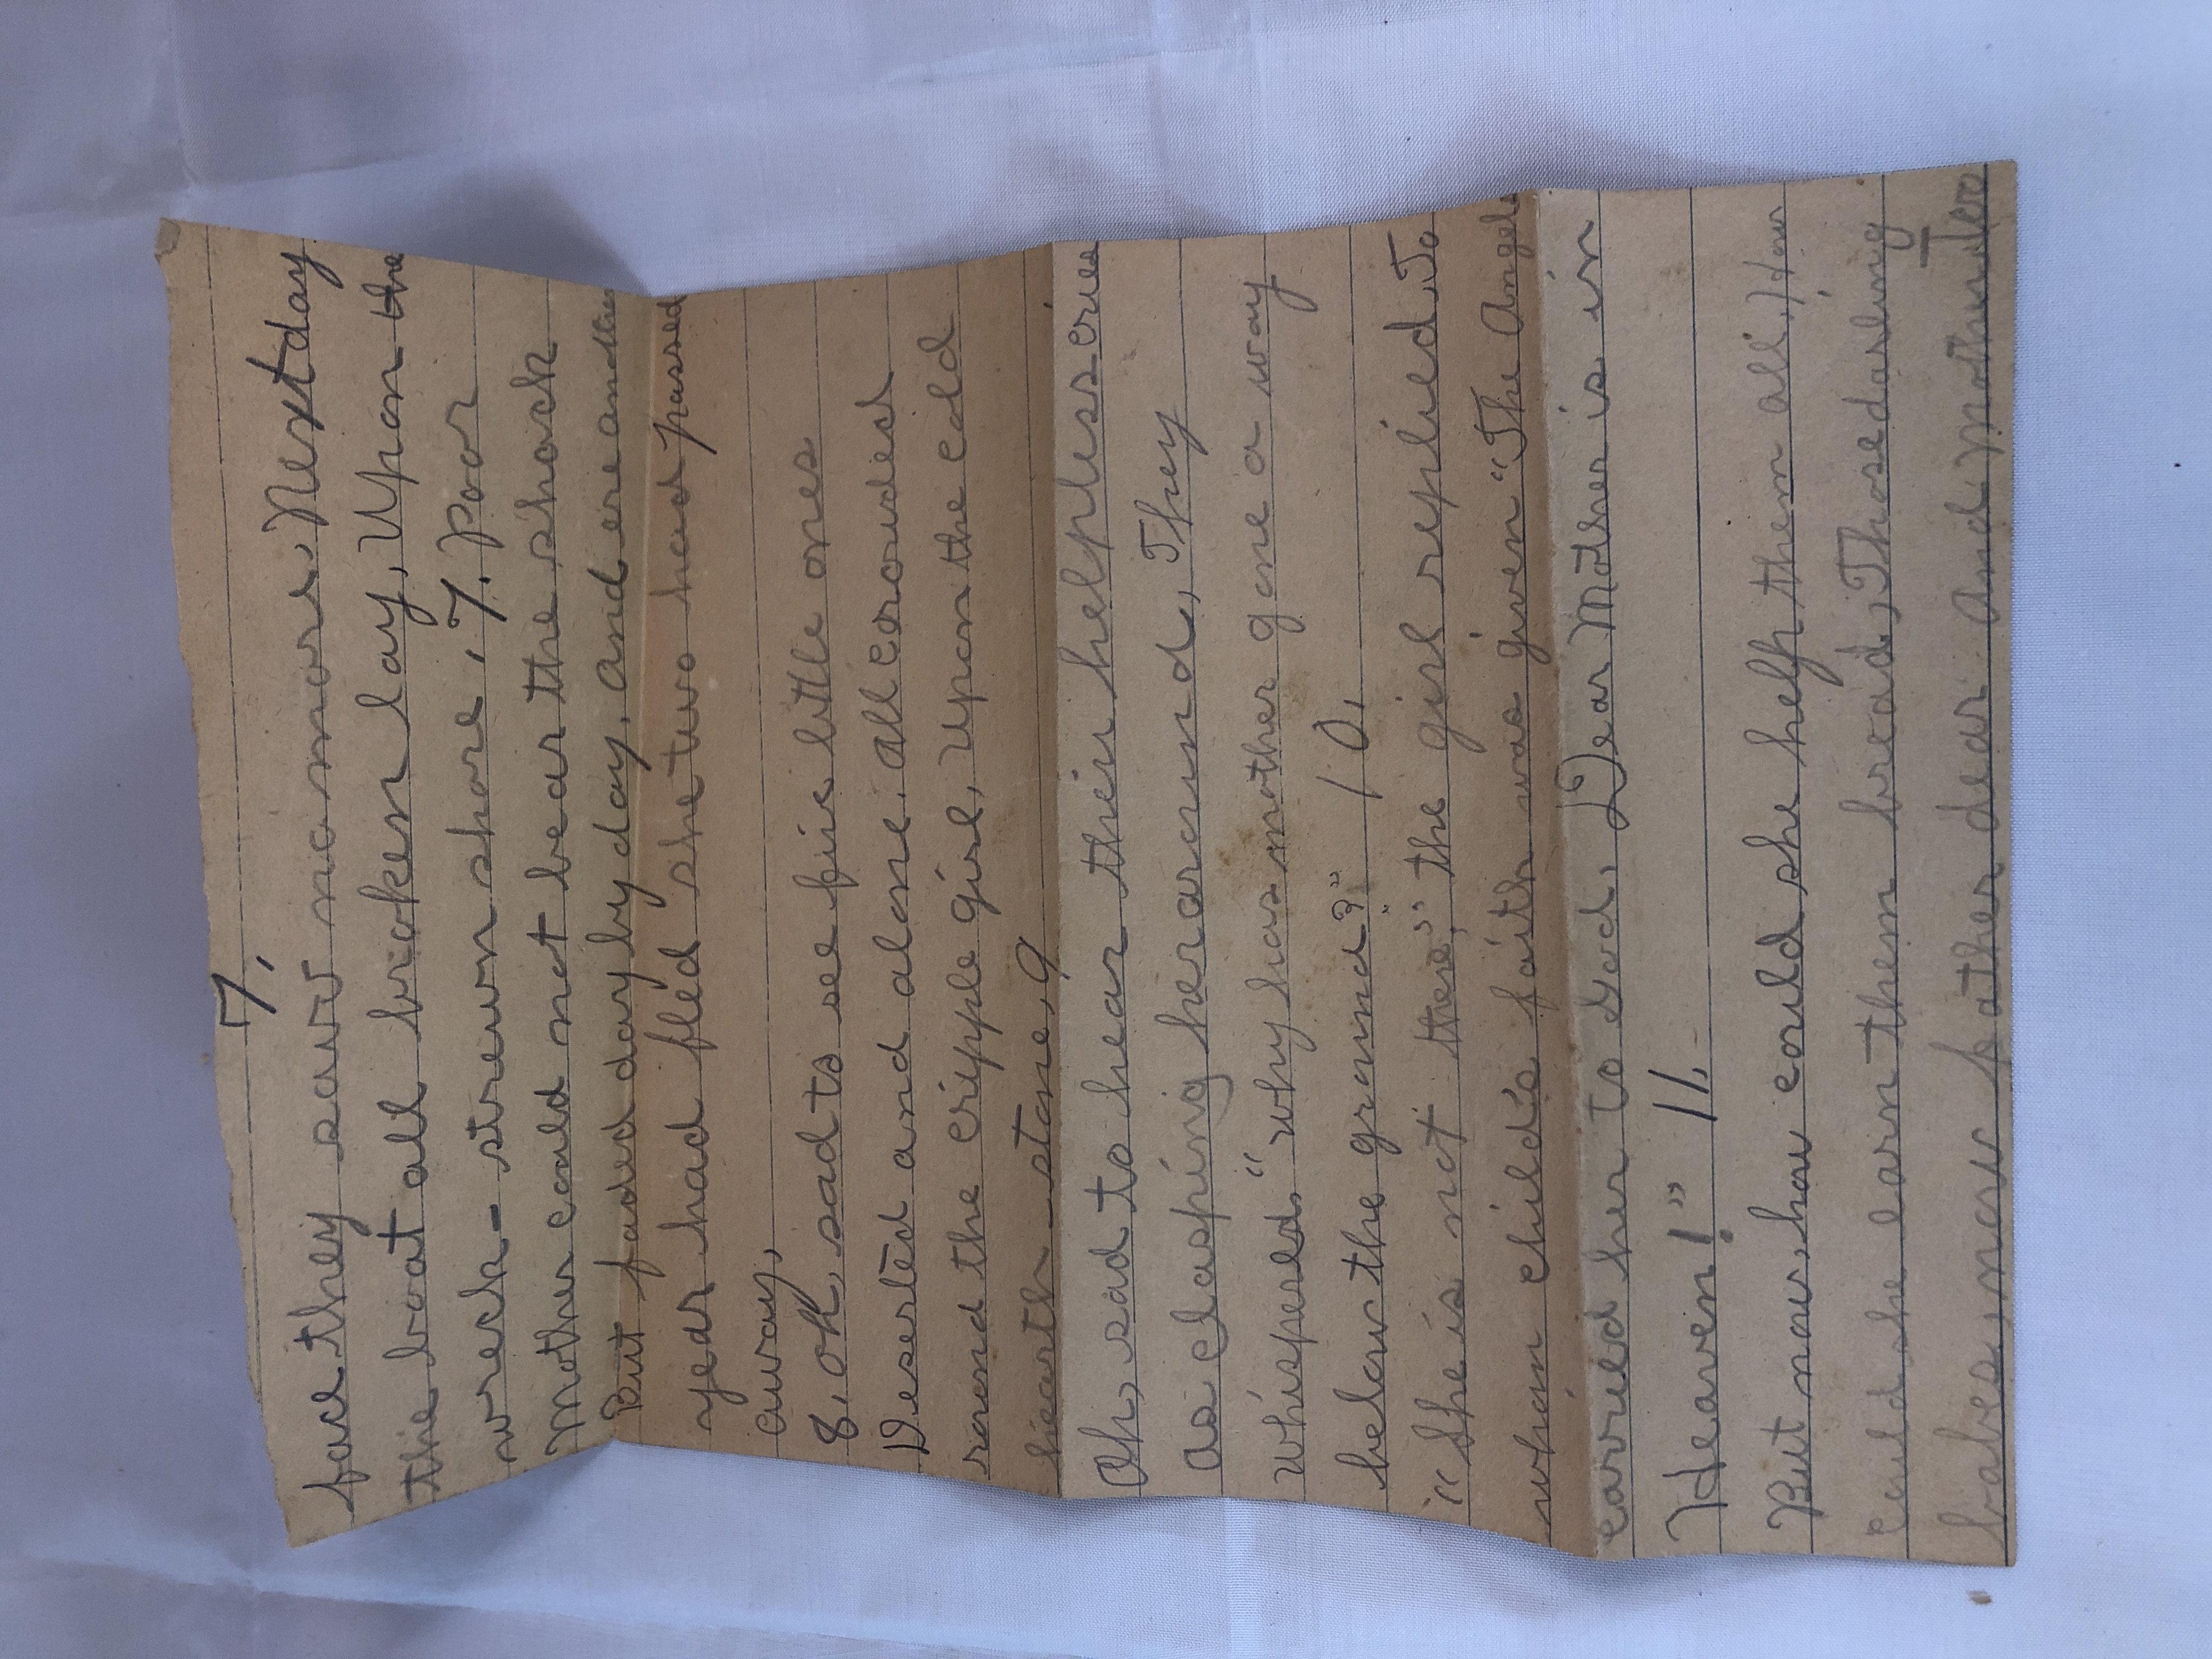 7,
face they saw no more, Next day
the boat all broken lay, Upon the
wreck - strewn shore, 7. Poor
Mother could not bear the shock
But faded day by day. And ere another
year had fled she two had passed
away,
8, Oh, sad to see five little ones
Deserted and alone. All crowded
round the cripple girl, Upon the cold
hearth - stone, 9
Oh, sad to hear their helpless cries
As clasping her around, They
whispered, "why has mother gone a way
below the ground?" 10,
"She is not there," the girl replied, To
whom child's faith was given "The Angels
carried her to God, Dear Mother is in
Heaven!" 11,
But now, how could she help them all, How
could she earn them bread, Those darling
babes, now father dear And Mother Too